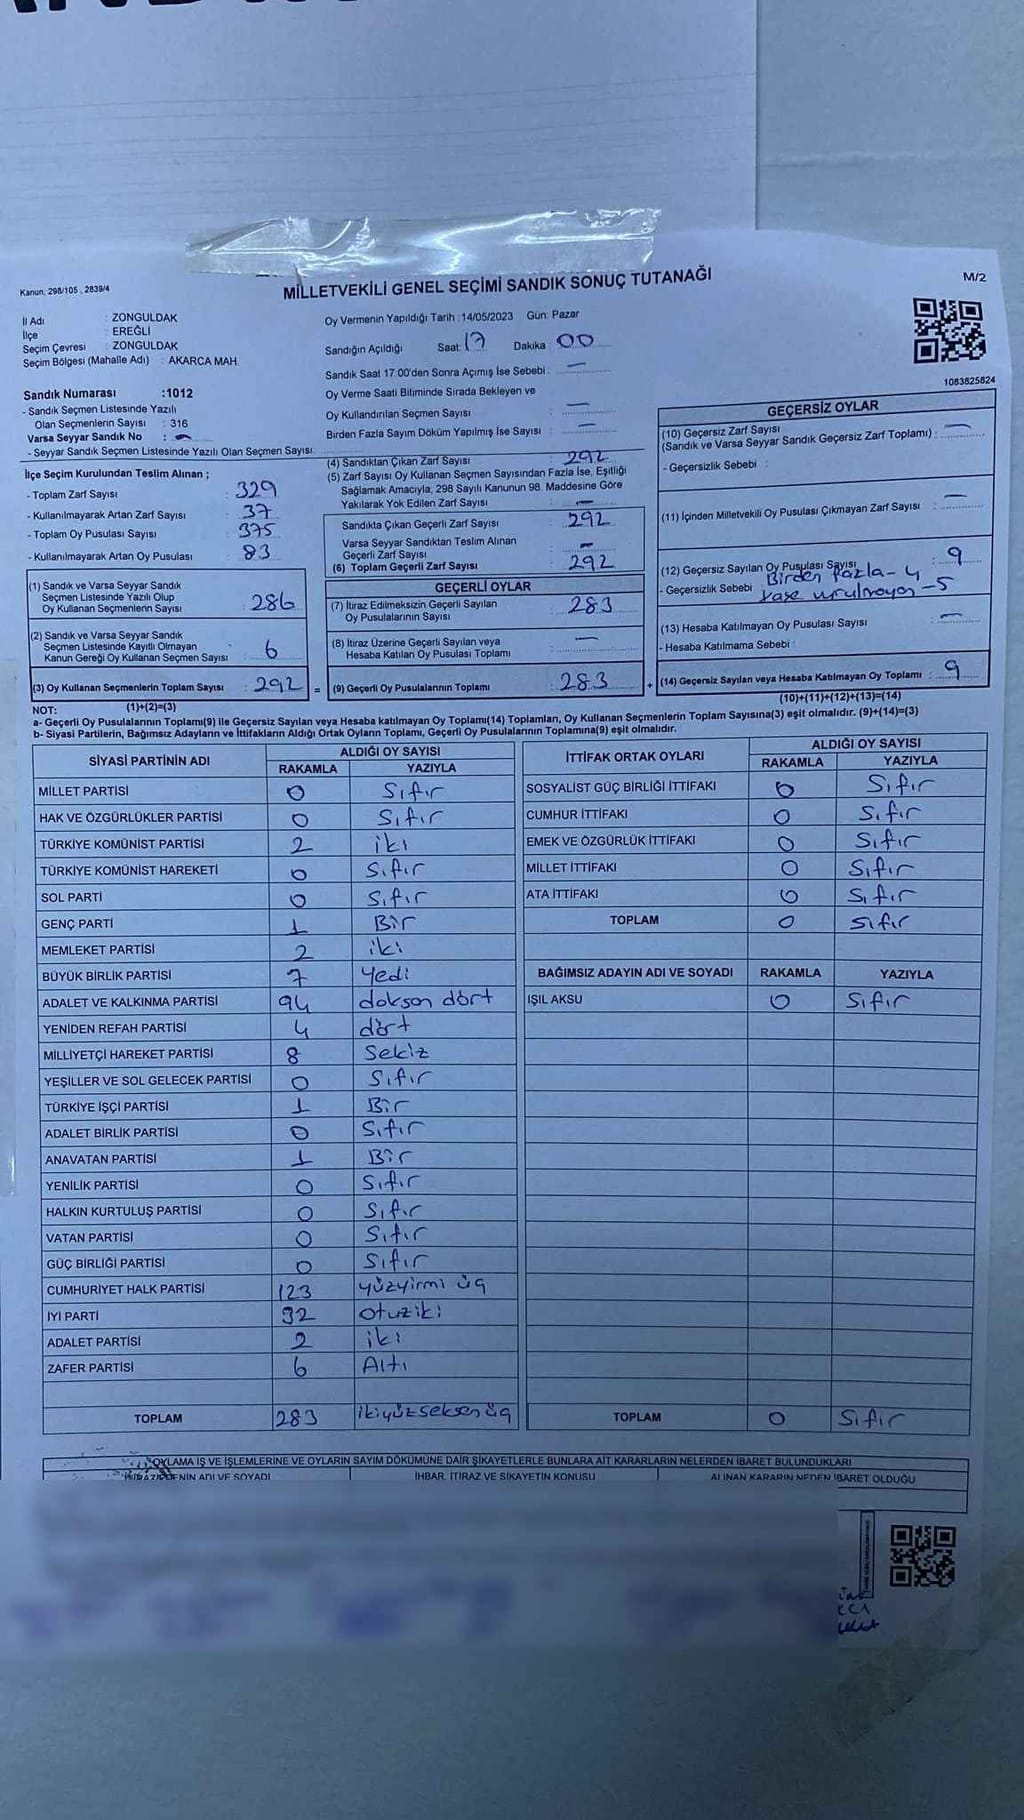 M/2
Kanun, 298/105 , 2839/4
MİLLETVEKİLİ GENEL SEÇİMİ SANDIK SONUÇ TUTANAĞI
1083825824
İl Adı : ZONGULDAK
İlçe : EREĞLİ
Seçim Çevresi : ZONGULDAK
Seçim Bölgesi (Mahalle Adı) : AKARCA MAH.
Sandık Numarası :1012
- Sandık Seçmen Listesinde Yazılı
Olan Seçmenlerin Sayısı : 316
Varsa Seyyar Sandık No : -
- Seyyar Sandık Seçmen Listesinde Yazılı Olan Seçmen Sayısı:
Oy Vermenin Yapıldığı Tarih :14/05/2023 Gün: Pazar
Sandığın Açıldığı Saat: 17 Dakika 00
Sandık Saat 17:00'den Sonra Açımış İse Sebebi : -
Oy Verme Saati Bitiminde Sırada Bekleyen ve
Oy Kullandırılan Seçmen Sayısı : -
Birden Fazla Sayım Döküm Yapılmış İse Sayısı : -
İlçe Seçim Kurulundan Teslim Alınan ;
- Toplam Zarf Sayısı : 329
- Kullanılmayarak Artan Zarf Sayısı : 37
- Toplam Oy Pusulası Sayısı : 375
- Kullanılmayarak Artan Oy Pusulası : 83
(1) Sandık ve Varsa Seyyar Sandık
Seçmen Listesinde Yazılı Olup
Oy Kullanan Seçmenlerin Sayısı : 286
(2) Sandık ve Varsa Seyyar Sandık
Seçmen Listesinde Kayıtlı Olmayan
Kanun Gereği Oy Kullanan Seçmen Sayısı : 6
(3) Oy Kullanan Seçmenlerin Toplam Sayısı : 292 =
(1)+(2)=(3)
(4) Sandıktan Çıkan Zarf Sayısı : 292
(5) Zarf Sayısı Oy Kullanan Seçmen Sayısından Fazla İse, Eşitliği
Sağlamak Amacıyla, 298 Sayılı Kanunun 98. Maddesine Göre
Yakılarak Yok Edilen Zarf Sayısı : -
Sandıkta Çıkan Geçerli Zarf Sayısı : 292
Varsa Seyyar Sandıktan Teslim Alınan
Geçerli Zarf Sayısı : -
(6) Toplam Geçerli Zarf Sayısı : 292
GEÇERLİ OYLAR
(7) İtiraz Edilmeksizin Geçerli Sayılan
Oy Pusulalarının Sayısı : 283
(8) İtiraz Üzerine Geçerli Sayılan veya
Hesaba Katılan Oy Pusulası Toplamı : -
(9) Geçerli Oy Pusulalarının Toplamı : 283 +
GEÇERSİZ OYLAR
(10) Geçersiz Zarf Sayısı
(Sandık ve Varsa Seyyar Sandık Geçersiz Zarf Toplamı) : -
- Geçersizlik Sebebi :
(11) İçinden Milletvekili Oy Pusulası Çıkmayan Zarf Sayısı : -
(12) Geçersiz Sayılan Oy Pusulası Sayısı : 9
- Geçersizlik Sebebi : Birden fazla - 4
kase vurulmayan - 5
(13) Hesaba Katılmayan Oy Pusulası Sayısı : -
- Hesaba Katılmama Sebebi :
(14) Geçersiz Sayılan veya Hesaba Katılmayan Oy Toplamı : 9
(10)+(11)+(12)+(13)=(14)
NOT:
a- Geçerli Oy Pusulalarının Toplamı(9) ile Geçersiz Sayılan veya Hesaba katılmayan Oy Toplamı(14) Toplamları, Oy Kullanan Seçmenlerin Toplam Sayısına(3) eşit olmalıdır. (9)+(14)=(3)
b- Siyasi Partilerin, Bağımsız Adayların ve İttifakların Aldığı Ortak Oyların Toplamı, Geçerli Oy Pusulalarının Toplamına(9) eşit olmalıdır.
SİYASİ PARTİNİN ADI ALDIĞI OY SAYISI
RAKAMLA YAZIYLA
MİLLET PARTİSİ 0 Sıfır
HAK VE ÖZGÜRLÜKLER PARTİSİ 0 Sıfır
TÜRKİYE KOMÜNİST PARTİSİ 2 iki
TÜRKİYE KOMÜNİST HAREKETİ 0 Sıfır
SOL PARTİ 0 Sıfır
GENÇ PARTİ 1 Bir
MEMLEKET PARTİSİ 2 iki
BÜYÜK BİRLİK PARTİSİ 7 Yedi
ADALET VE KALKINMA PARTİSİ 94 doksan dört
YENİDEN REFAH PARTİSİ 4 dört
MİLLİYETÇİ HAREKET PARTİSİ 8 Sekiz
YEŞİLLER VE SOL GELECEK PARTİSİ 0 Sıfır
TÜRKİYE İŞÇİ PARTİSİ 1 Bir
ADALET BİRLİK PARTİSİ 0 Sıfır
ANAVATAN PARTİSİ 1 Bir
YENİLİK PARTİSİ 0 Sıfır
HALKIN KURTULUŞ PARTİSİ 0 Sıfır
VATAN PARTİSİ 0 Sıfır
GÜÇ BİRLİĞİ PARTİSİ 0 Sıfır
CUMHURİYET HALK PARTİSİ 123 yüzyirmi üç
İYİ PARTİ 32 otuziki
ADALET PARTİSİ 2 iki
ZAFER PARTİSİ 6 Altı
TOPLAM 283 ikiyüzseksen üç
İTTİFAK ORTAK OYLARI ALDIĞI OY SAYISI
RAKAMLA YAZIYLA
SOSYALİST GÜÇ BİRLİĞİ İTTİFAKI 0 Sıfır
CUMHUR İTTİFAKI 0 Sıfır
EMEK VE ÖZGÜRLÜK İTTİFAKI 0 Sıfır
MİLLET İTTİFAKI 0 Sıfır
ATA İTTİFAKI 0 Sıfır
TOPLAM 0 Sıfır
BAĞIMSIZ ADAYIN ADI VE SOYADI RAKAMLA YAZIYLA
IŞIL AKSU 0 Sıfır
TOPLAM 0 Sıfır
OYLAMA İŞ VE İŞLEMLERİNE VE OYLARIN SAYIM DÖKÜMÜNE DAİR ŞİKAYETLERLE BUNLARA AİT KARARLARIN NELERDEN İBARET BULUNDUKLARI
ADI VE SOYADI İHBAR, İTİRAZ VE ŞİKAYETİN KONUSU ALINAN KARARIN NEDEN İBARET OLDUĞU